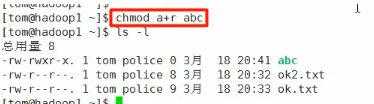 [tom@hadoop1 ~]$ chmod a+r abc
[tom@hadoop1 ~]$ ls -l
总用量 8
-rw-rwxr-x. 1 tom police 0 3月  18 20:41 abc
-rw-r--r--. 1 tom police 8 3月  18 20:32 ok2.txt
-rw-r--r--. 1 tom police 9 3月  18 20:33 ok.txt
[tom@hadoop1 ~]$